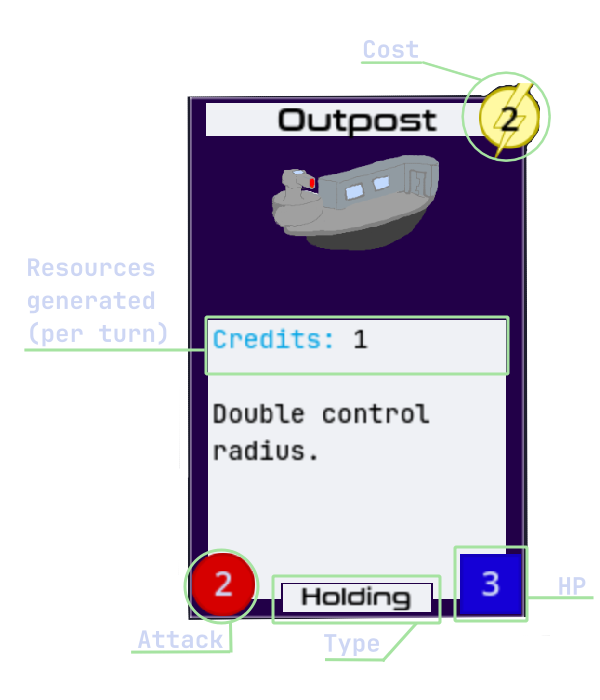 Cost
Outpost
2
Resources
generated
(per turn)
Credits: 1
Double control
radius.
2
Holding
3
HP
Attack
Type